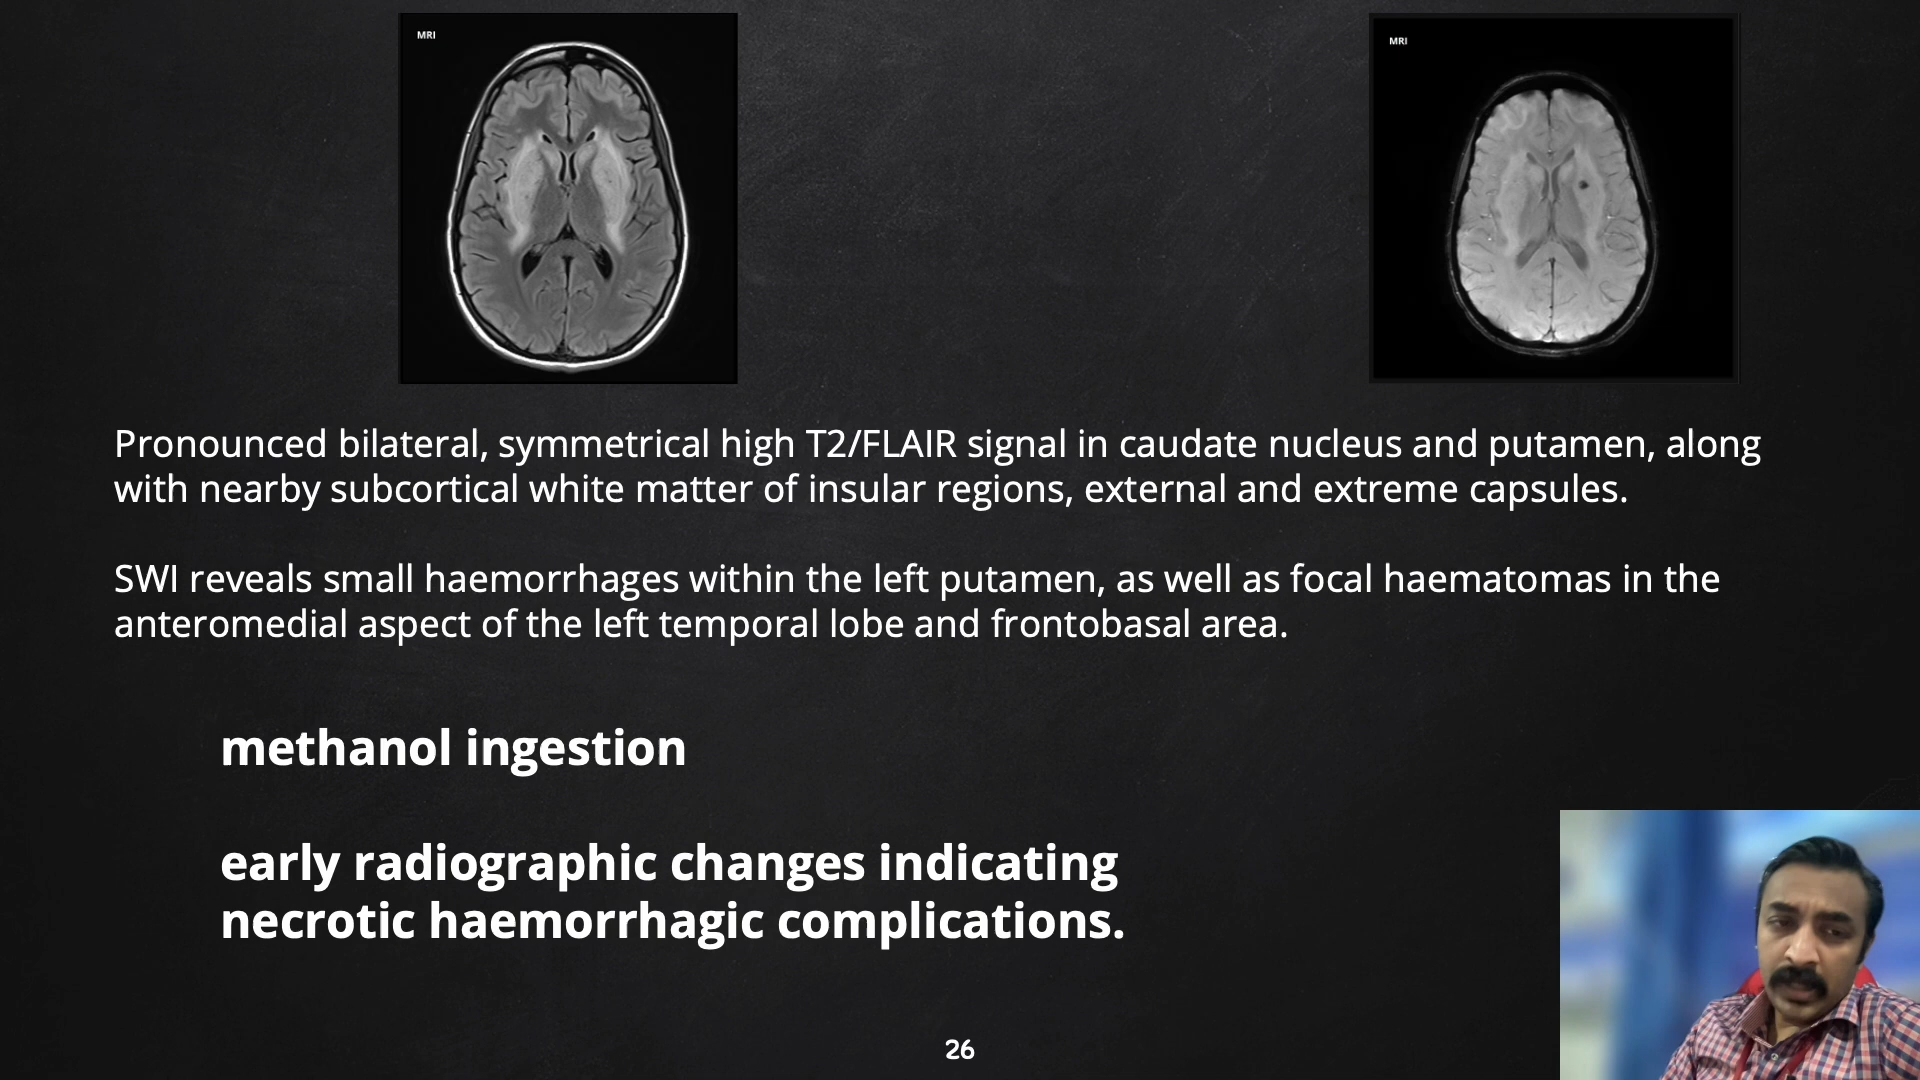 MRI
MRI
Pronounced bilateral, symmetrical high T2/FLAIR signal in caudate nucleus and putamen, along
with nearby subcortical white matter of insular regions, external and extreme capsules.
SWI reveals small haemorrhages within the left putamen, as well as focal haematomas in the
anteromedial aspect of the left temporal lobe and frontobasal area.
methanol ingestion
early radiographic changes indicating
necrotic haemorrhagic complications.
26